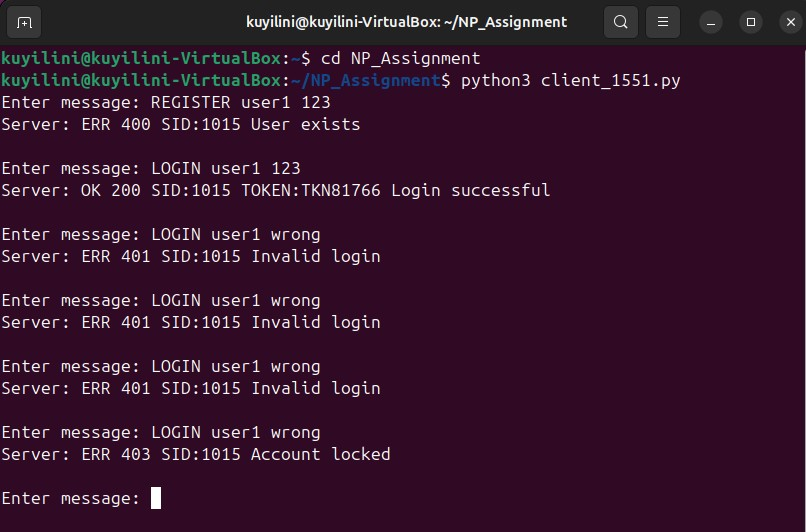 kuyilini@kuyilini-VirtualBox: ~/NP_Assignment
kuyilini@kuyilini-VirtualBox:~$ cd NP_Assignment
kuyilini@kuyilini-VirtualBox:~/NP_Assignment$ python3 client_1551.py
Enter message: REGISTER user1 123
Server: ERR 400 SID:1015 User exists
Enter message: LOGIN user1 123
Server: OK 200 SID:1015 TOKEN:TKN81766 Login successful
Enter message: LOGIN user1 wrong
Server: ERR 401 SID:1015 Invalid login
Enter message: LOGIN user1 wrong
Server: ERR 401 SID:1015 Invalid login
Enter message: LOGIN user1 wrong
Server: ERR 401 SID:1015 Invalid login
Enter message: LOGIN user1 wrong
Server: ERR 403 SID:1015 Account locked
Enter message: